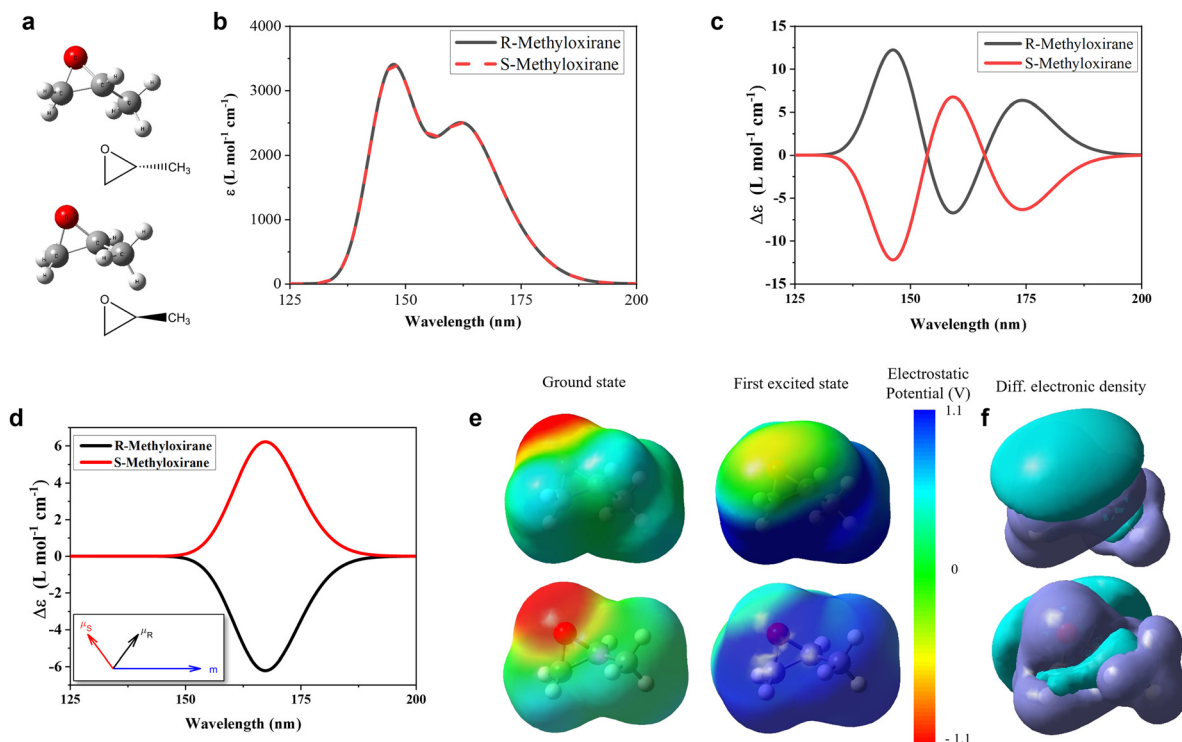 a
O
CH₃
O
CH₃
b
4000
3500
3000
2500
2000
1500
1000
500
0
ε (L mol⁻¹ cm⁻¹)
R-Methyloxirane
S-Methyloxirane
125 150 175 200
Wavelength (nm)
c
15
10
5
0
-5
-10
-15
Δε (L mol⁻¹ cm⁻¹)
R-Methyloxirane
S-Methyloxirane
125 150 175 200
Wavelength (nm)
d
6
4
2
0
-2
-4
-6
Δε (L mol⁻¹ cm⁻¹)
R-Methyloxirane
S-Methyloxirane
μS
μR
m
125 150 175 200
Wavelength (nm)
e
Ground state
First excited state
Electrostatic
Potential (V)
1.1
0
- 1.1
f
Diff. electronic density